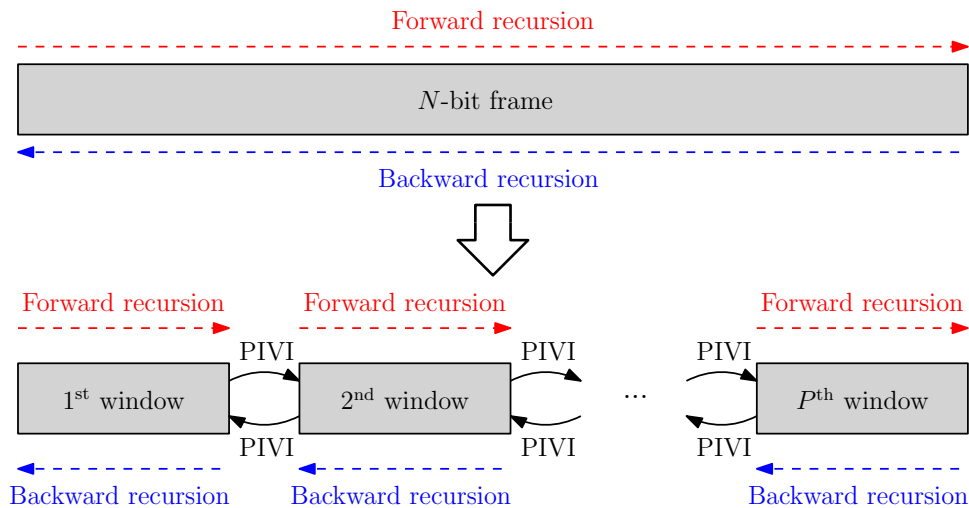 Forward recursion
N-bit frame
Backward recursion
Forward recursion Forward recursion Forward recursion
PIVI PIVI PIVI
1st window 2nd window ... Pth window
PIVI PIVI PIVI
Backward recursion Backward recursion Backward recursion